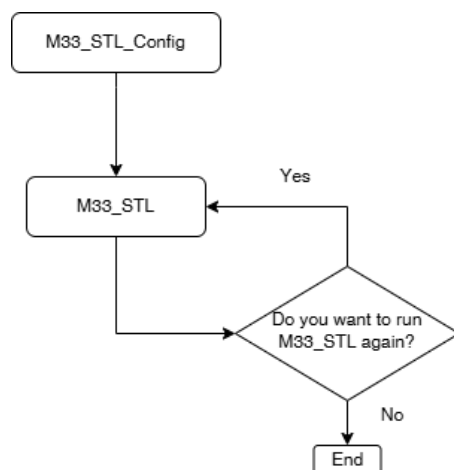 M33_STL_Config
Yes
M33_STL
Do you want to run
M33_STL again?
No
End